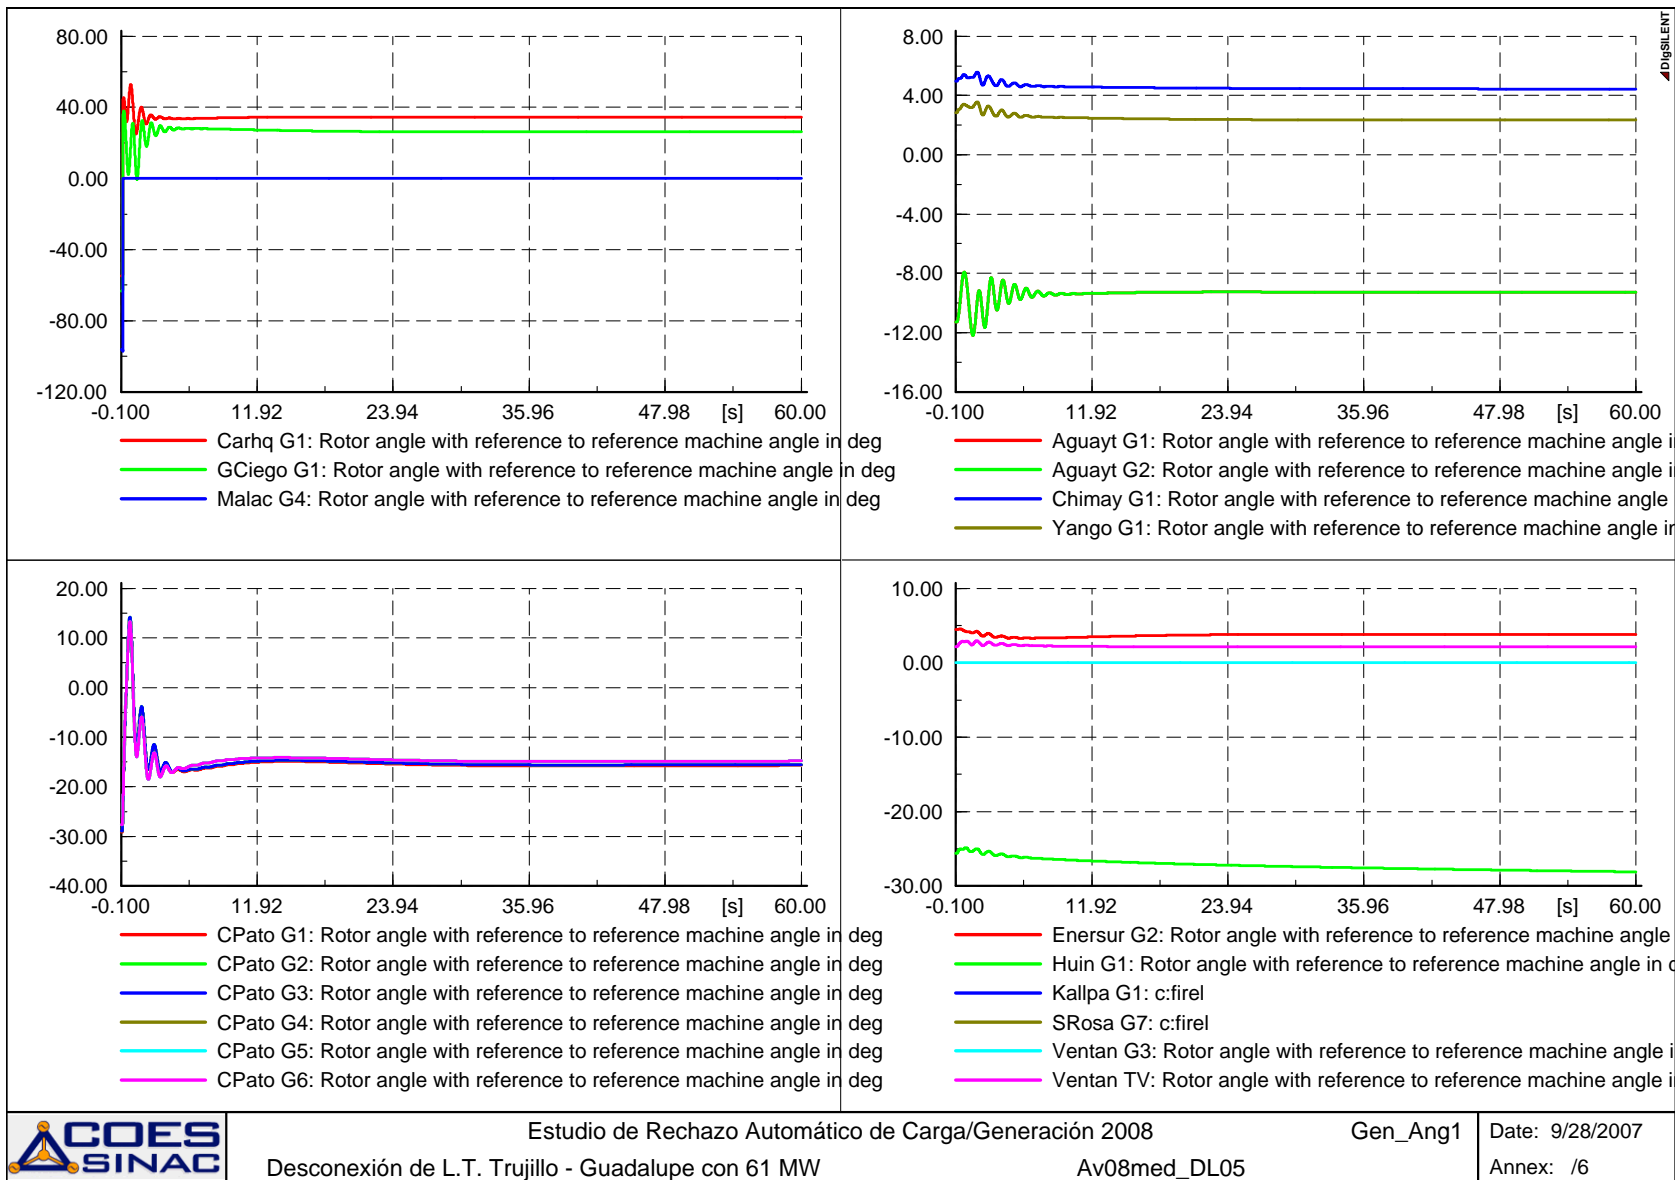 80.00
40.00
0.00
-40.00
-80.00
-120.00
-0.100 11.92 23.94 35.96 47.98 [s] 60.00
Carhq G1: Rotor angle with reference to reference machine angle in deg
GCiego G1: Rotor angle with reference to reference machine angle in deg
Malac G4: Rotor angle with reference to reference machine angle in deg
DIgSILENT
8.00
4.00
0.00
-4.00
-8.00
-12.00
-16.00
-0.100 11.92 23.94 35.96 47.98 [s] 60.00
Aguayt G1: Rotor angle with reference to reference machine angle i
Aguayt G2: Rotor angle with reference to reference machine angle i
Chimay G1: Rotor angle with reference to reference machine angle
Yango G1: Rotor angle with reference to reference machine angle in
20.00
10.00
0.00
-10.00
-20.00
-30.00
-40.00
-0.100 11.92 23.94 35.96 47.98 [s] 60.00
CPato G1: Rotor angle with reference to reference machine angle in deg
CPato G2: Rotor angle with reference to reference machine angle in deg
CPato G3: Rotor angle with reference to reference machine angle in deg
CPato G4: Rotor angle with reference to reference machine angle in deg
CPato G5: Rotor angle with reference to reference machine angle in deg
CPato G6: Rotor angle with reference to reference machine angle in deg
10.00
0.00
-10.00
-20.00
-30.00
-0.100 11.92 23.94 35.96 47.98 [s] 60.00
Enersur G2: Rotor angle with reference to reference machine angle
Huin G1: Rotor angle with reference to reference machine angle in d
Kallpa G1: c:firel
SRosa G7: c:firel
Ventan G3: Rotor angle with reference to reference machine angle i
Ventan TV: Rotor angle with reference to reference machine angle i
COES
SINAC
Estudio de Rechazo Automático de Carga/Generación 2008 Gen_Ang1
Desconexión de L.T. Trujillo - Guadalupe con 61 MW Av08med_DL05
Date: 9/28/2007
Annex: /6